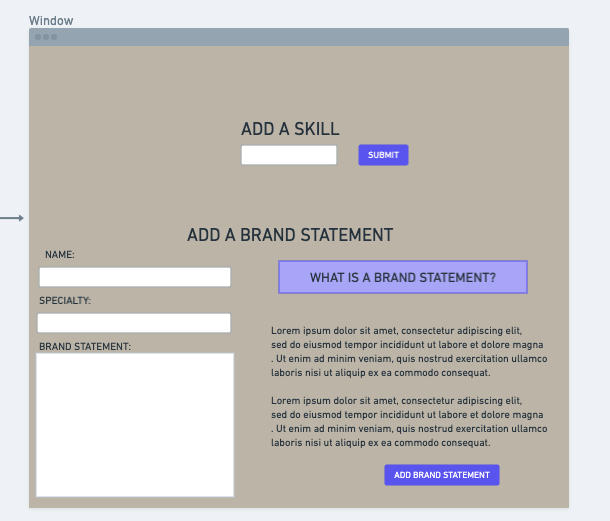 Window
ADD A SKILL
SUBMIT
ADD A BRAND STATEMENT
NAME:
WHAT IS A BRAND STATEMENT?
SPECIALTY:
BRAND STATEMENT:
Lorem ipsum dolor sit amet, consectetur adipiscing elit,
sed do eiusmod tempor incididunt ut labore et dolore magna
. Ut enim ad minim veniam, quis nostrud exercitation ullamco
laboris nisi ut aliquip ex ea commodo consequat.
Lorem ipsum dolor sit amet, consectetur adipiscing elit,
sed do eiusmod tempor incididunt ut labore et dolore magna
. Ut enim ad minim veniam, quis nostrud exercitation ullamco
laboris nisi ut aliquip ex ea commodo consequat.
ADD BRAND STATEMENT